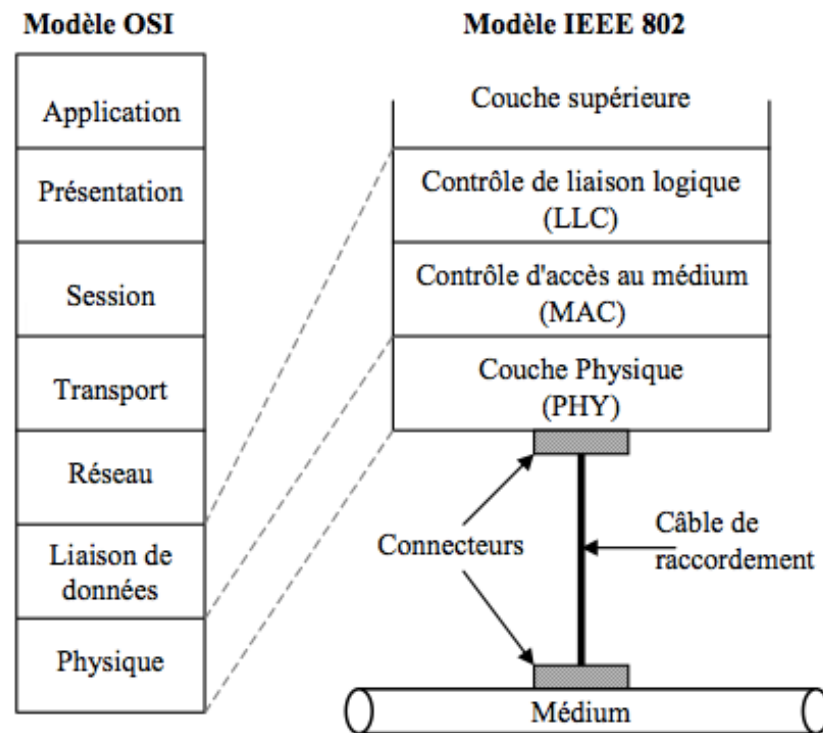 Modèle OSI
Application
Présentation
Session
Transport
Réseau
Liaison de
données
Physique
Modèle IEEE 802
Couche supérieure
Contrôle de liaison logique
(LLC)
Contrôle d'accès au médium
(MAC)
Couche Physique
(PHY)
Connecteurs
Câble de
raccordement
Médium